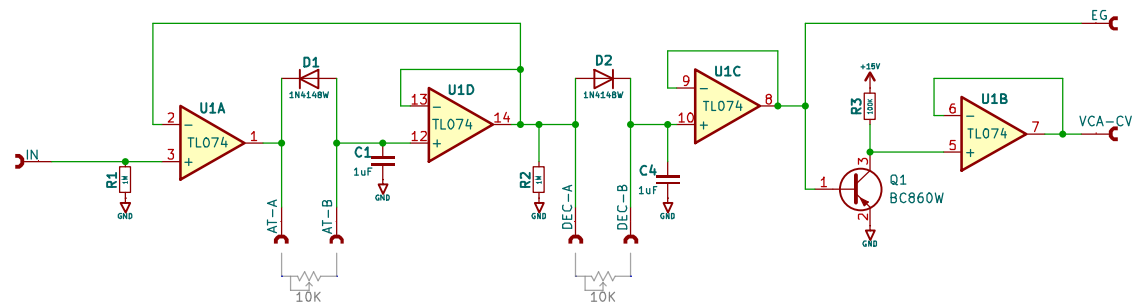 EG
D1
D2
1N4148W
1N4148W
+15V
U1A
U1D
U1C
U1B
R3
100K
TL074
TL074
TL074
TL074
2
3
1
13
12
14
9
10
8
6
5
7
VCA-CV
IN
R1
1M
GND
C1
1uF
GND
R2
1M
GND
C4
1uF
GND
1
3
2
Q1
BC860W
GND
AT-A
AT-B
DEC-A
DEC-B
10K
10K